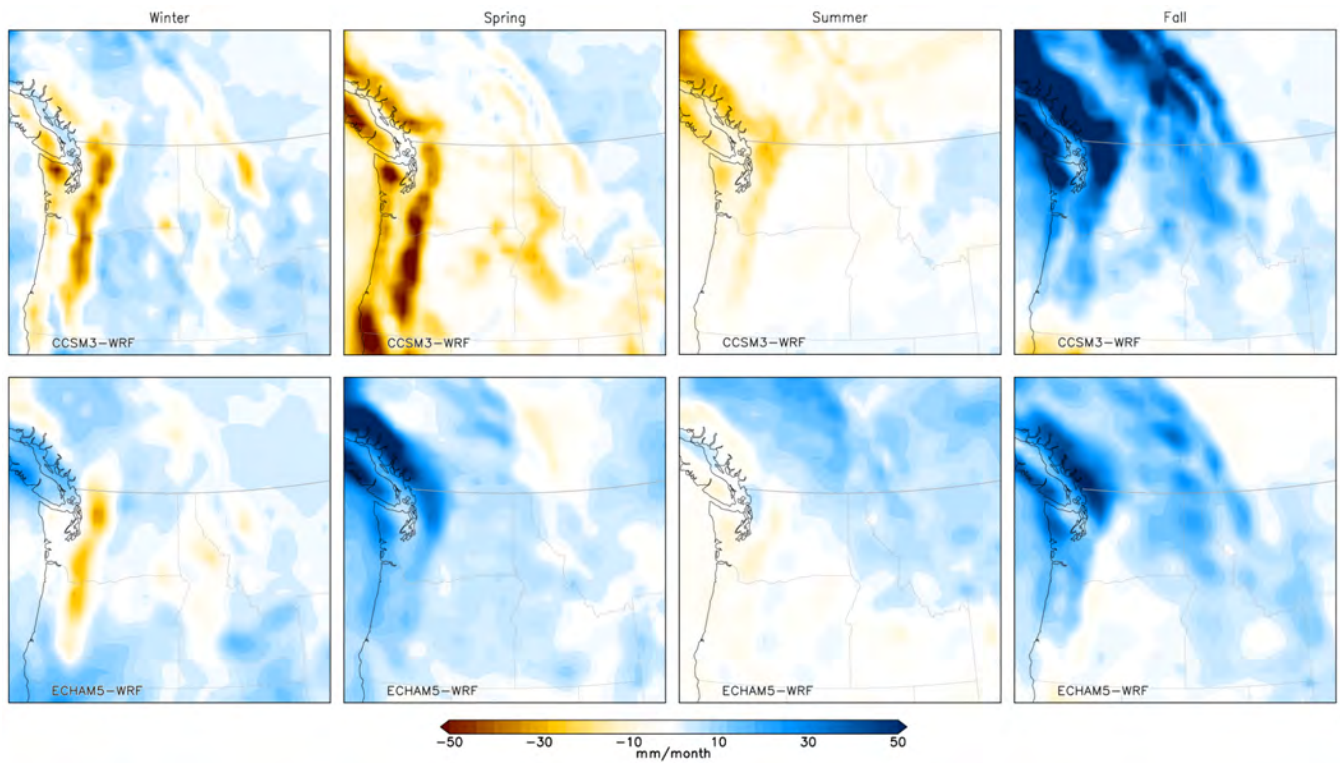 Winter Spring Summer Fall
CCSM3-WRF CCSM3-WRF CCSM3-WRF CCSM3-WRF
ECHAM5-WRF ECHAM5-WRF ECHAM5-WRF ECHAM5-WRF
-50 -30 -10 10 30 50
mm/month